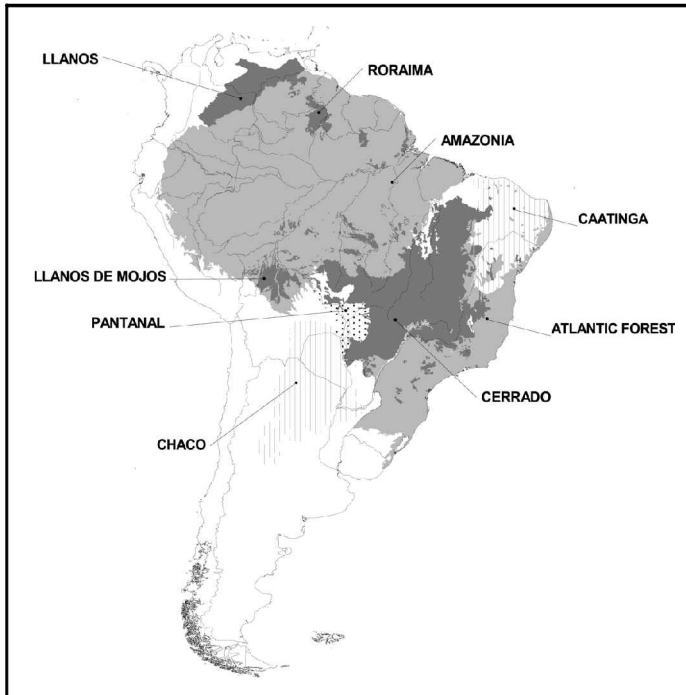 LLANOS
RORAIMA
AMAZONIA
CAATINGA
LLANOS DE MOJOS
PANTANAL
ATLANTIC FOREST
CERRADO
CHACO